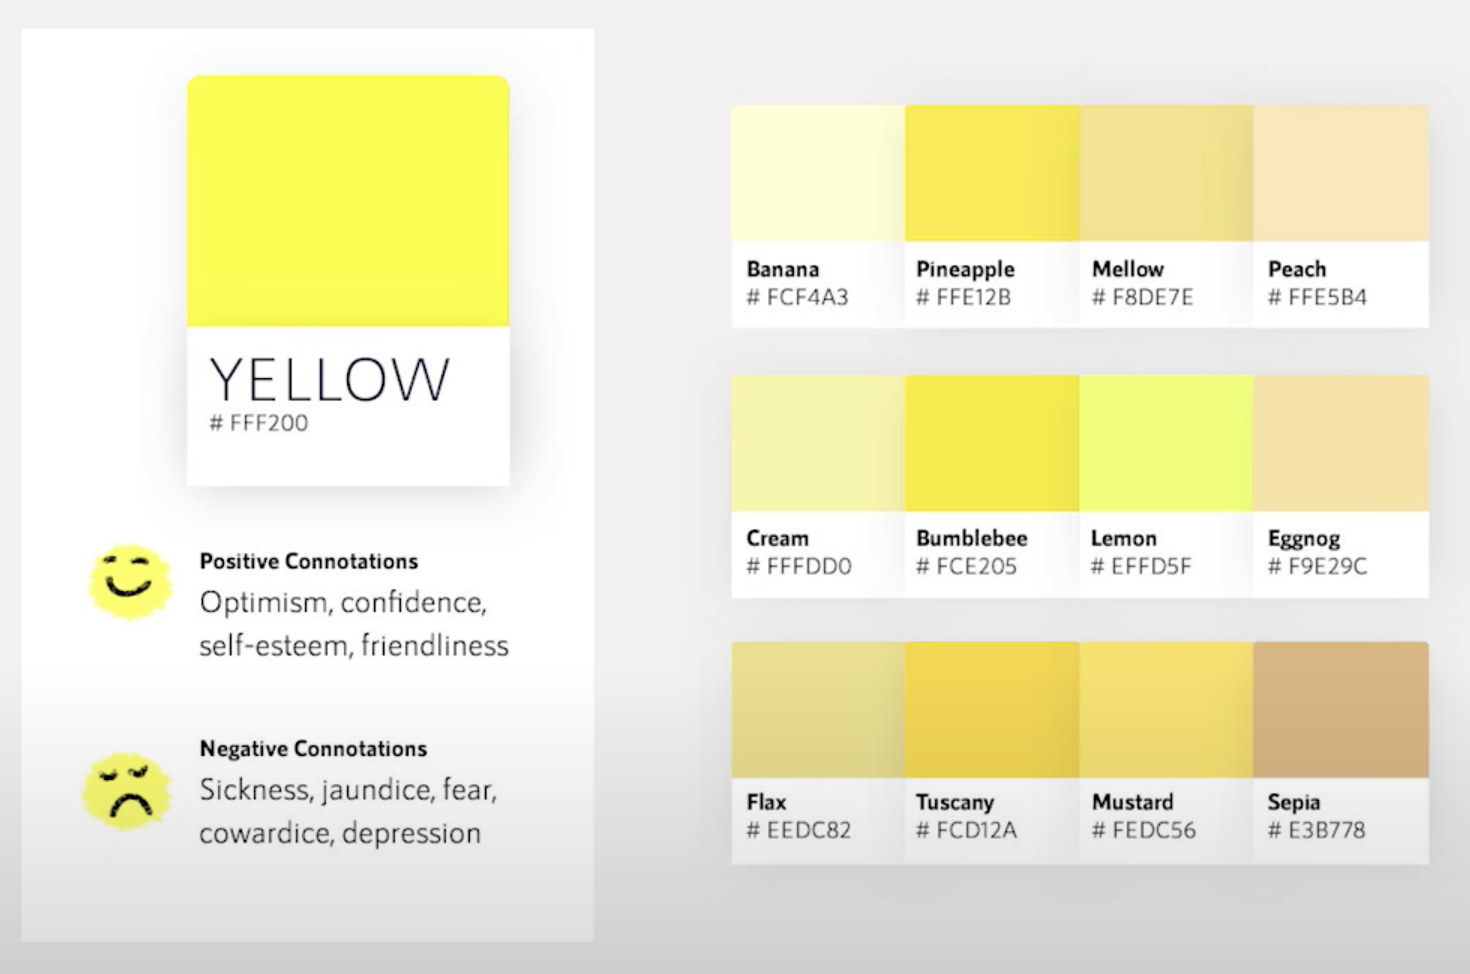 YELLOW
# FFF200
Positive Connotations
Optimism, confidence,
self-esteem, friendliness
Negative Connotations
Sickness, jaundice, fear,
cowardice, depression
Banana
# FCF4A3
Pineapple
# FFE12B
Mellow
# F8DE7E
Peach
# FFE5B4
Cream
# FFFDD0
Bumblebee
# FCE205
Lemon
# EFFD5F
Eggnog
# F9E29C
Flax
# EEDC82
Tuscany
# FCD12A
Mustard
# FEDC56
Sepia
# E3B778